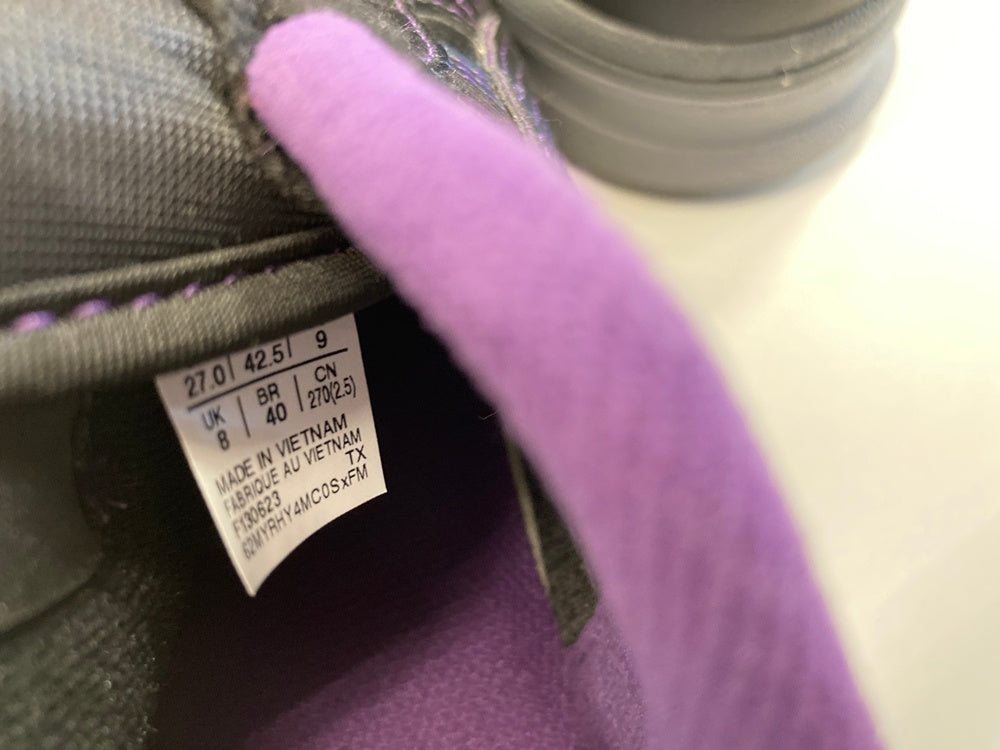 27.0 | 42.5 | 9
UK | BR | CN
8 | 40 | 270(2.5)
MADE IN VIETNAM
FABRIQUE AU VIETNAM
TX
F130623
62MYRHY4MC0SxFM